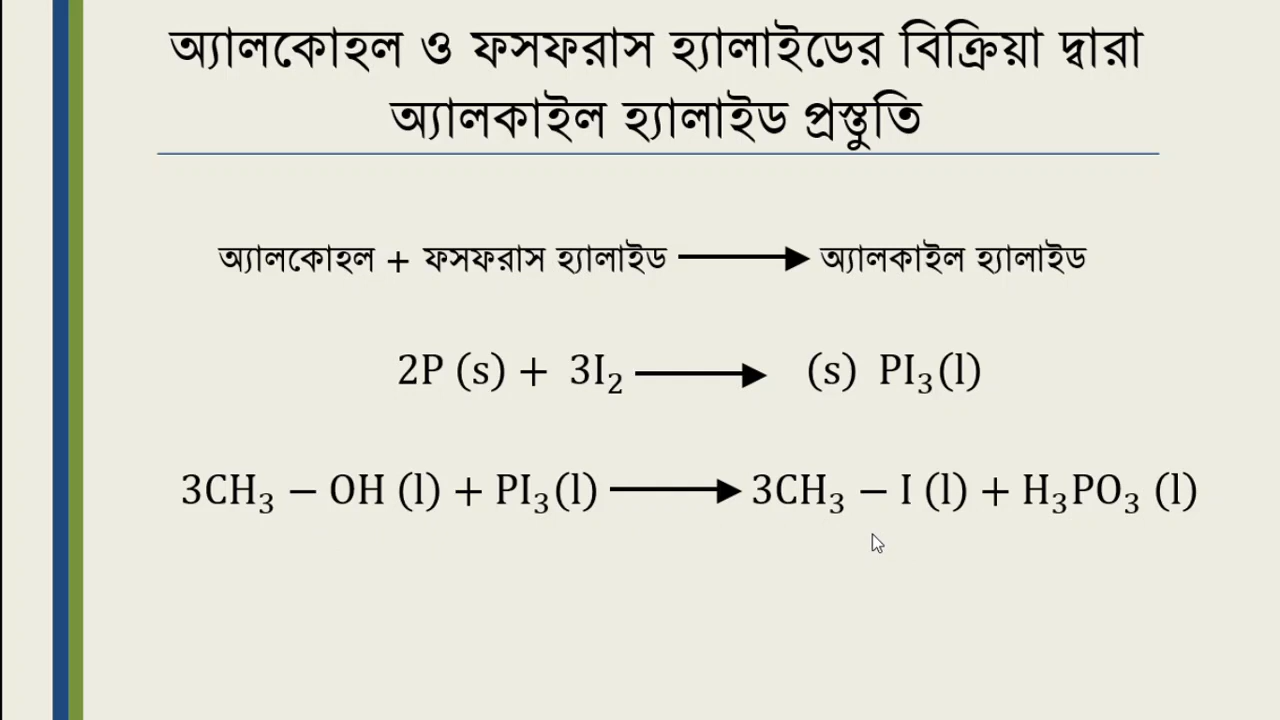 অ্যালকোহল ও ফসফরাস হ্যালাইডের বিক্রিয়া দ্বারা
অ্যালকাইল হ্যালাইড প্রস্তুতি
অ্যালকোহল + ফসফরাস হ্যালাইড ⟶ অ্যালকাইল হ্যালাইড
2P (s) + 3I₂ ⟶ (s) PI₃(l)
3CH₃ − OH (l) + PI₃(l) ⟶ 3CH₃ − I (l) + H₃PO₃ (l)